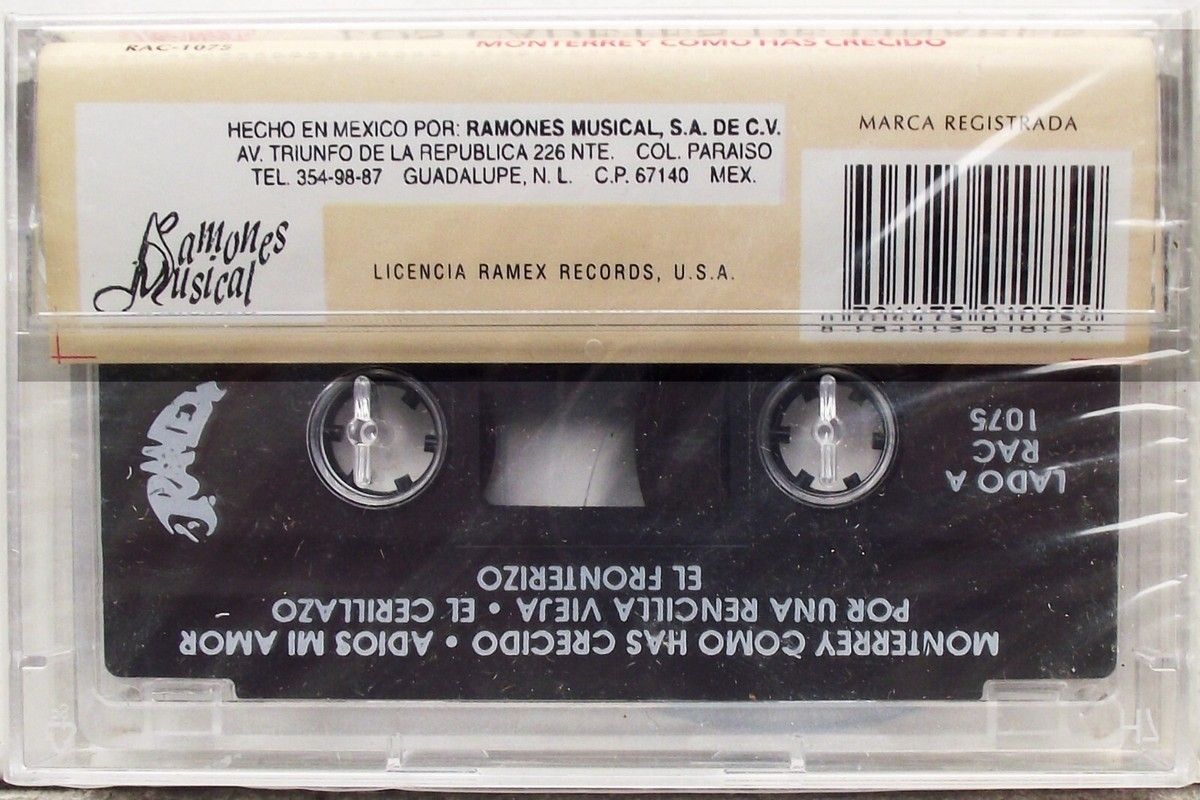 RAC-1075
MONTERREY COMO HAS CRECIDO
HECHO EN MEXICO POR: RAMONES MUSICAL, S.A. DE C.V.
AV. TRIUNFO DE LA REPUBLICA 226 NTE. COL. PARAISO
TEL. 354-98-87 GUADALUPE, N. L. C.P. 67140 MEX.
MARCA REGISTRADA
Ramones
Musical
LICENCIA RAMEX RECORDS, U.S.A.
RAMEX
LADO A
RAC
1075
MONTERREY COMO HAS CRECIDO • ADIOS MI AMOR
POR UNA RENCILLA VIEJA • EL CERILLAZO
EL FRONTERIZO